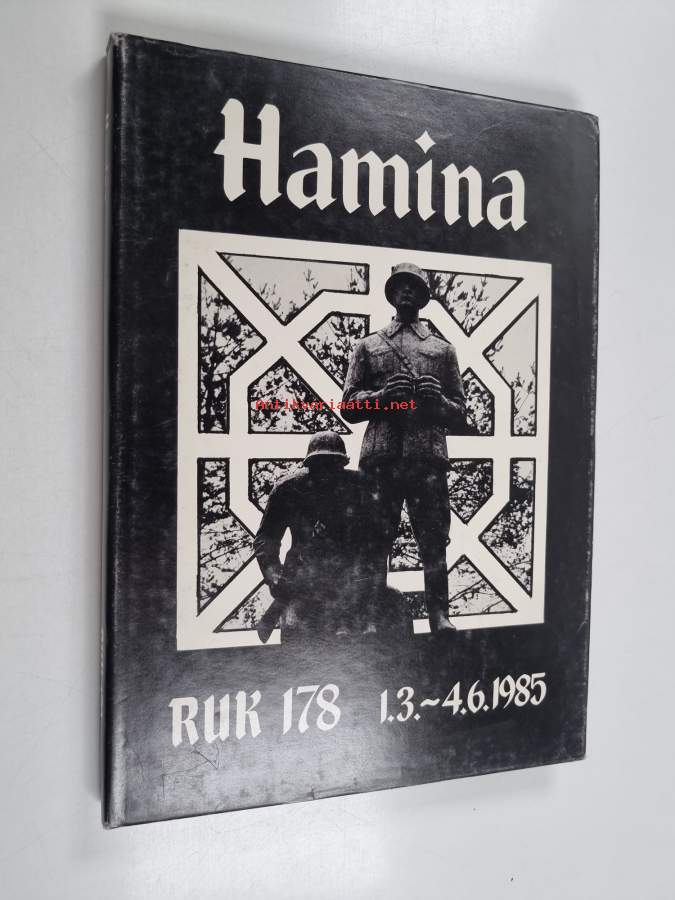 Hamina
Antikvariaatti.net
RUK 178 1.3.~4.6.1985